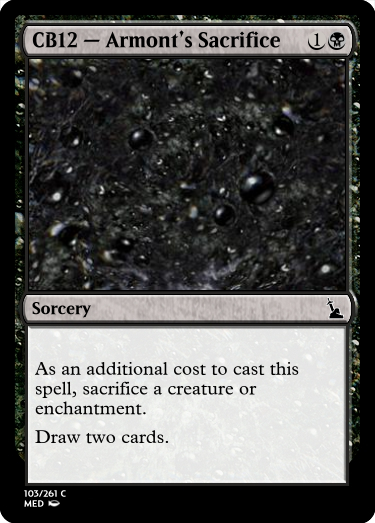 CB12 — Armont's Sacrifice 1
Sorcery
As an additional cost to cast this
spell, sacrifice a creature or
enchantment.
Draw two cards.
103/261 C
MED